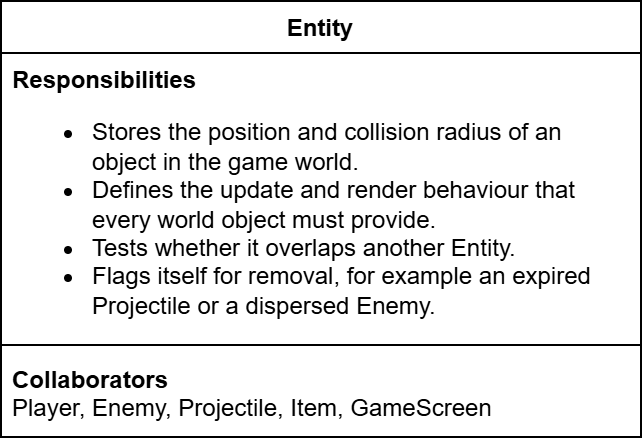 Entity
Responsibilities
• Stores the position and collision radius of an
object in the game world.
• Defines the update and render behaviour that
every world object must provide.
• Tests whether it overlaps another Entity.
• Flags itself for removal, for example an expired
Projectile or a dispersed Enemy.
Collaborators
Player, Enemy, Projectile, Item, GameScreen